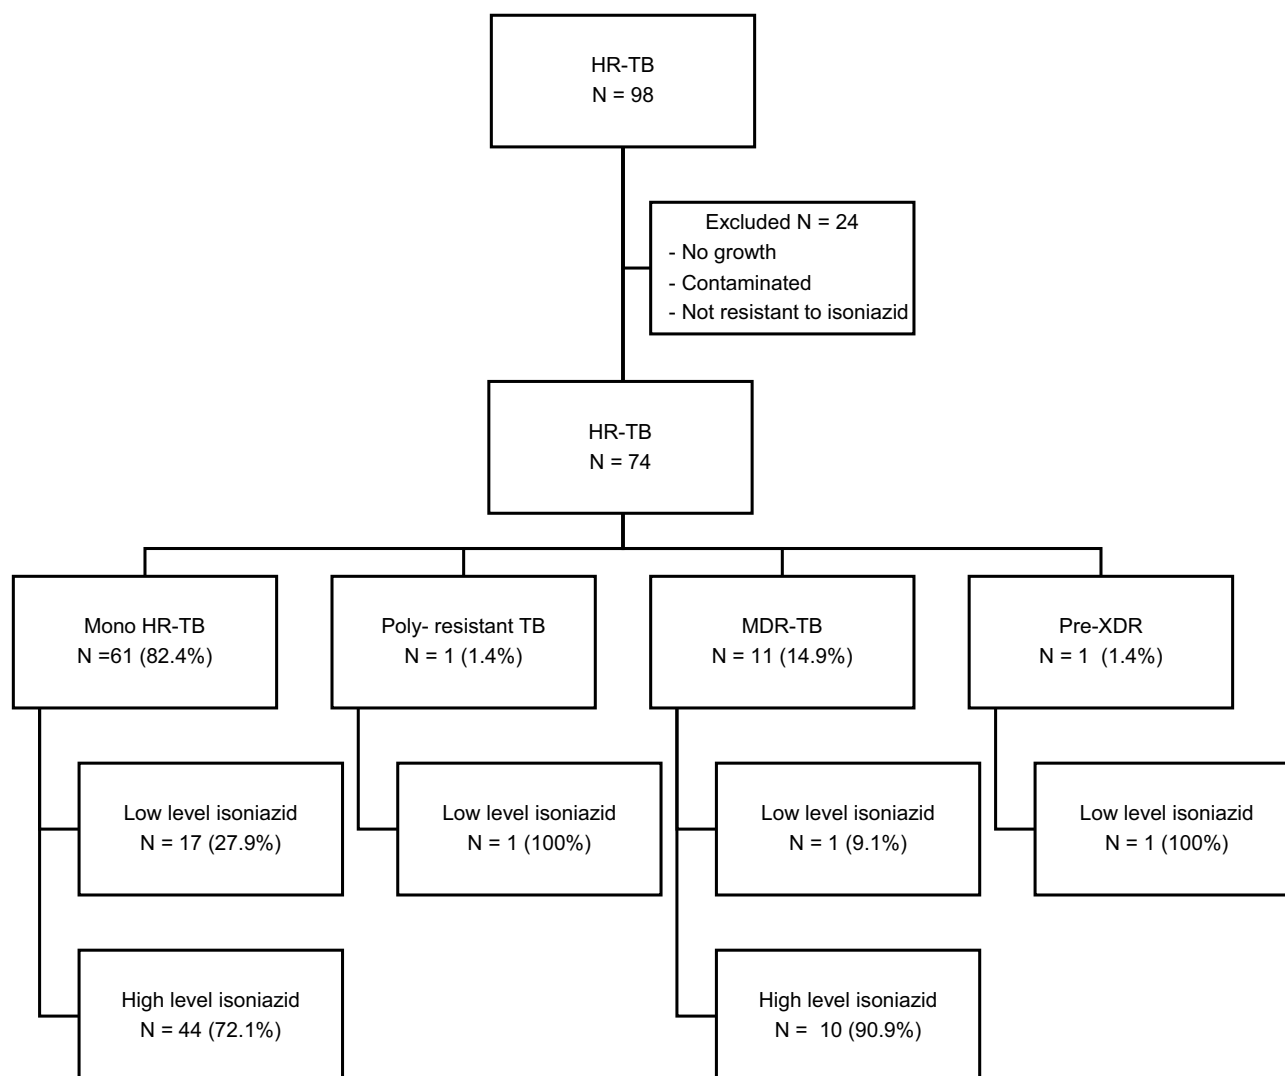 HR-TB
N = 98
Excluded N = 24
- No growth
- Contaminated
- Not resistant to isoniazid
HR-TB
N = 74
Mono HR-TB
N =61 (82.4%)
Poly- resistant TB
N = 1 (1.4%)
MDR-TB
N = 11 (14.9%)
Pre-XDR
N = 1 (1.4%)
Low level isoniazid
N = 17 (27.9%)
Low level isoniazid
N = 1 (100%)
Low level isoniazid
N = 1 (9.1%)
Low level isoniazid
N = 1 (100%)
High level isoniazid
N = 44 (72.1%)
High level isoniazid
N = 10 (90.9%)